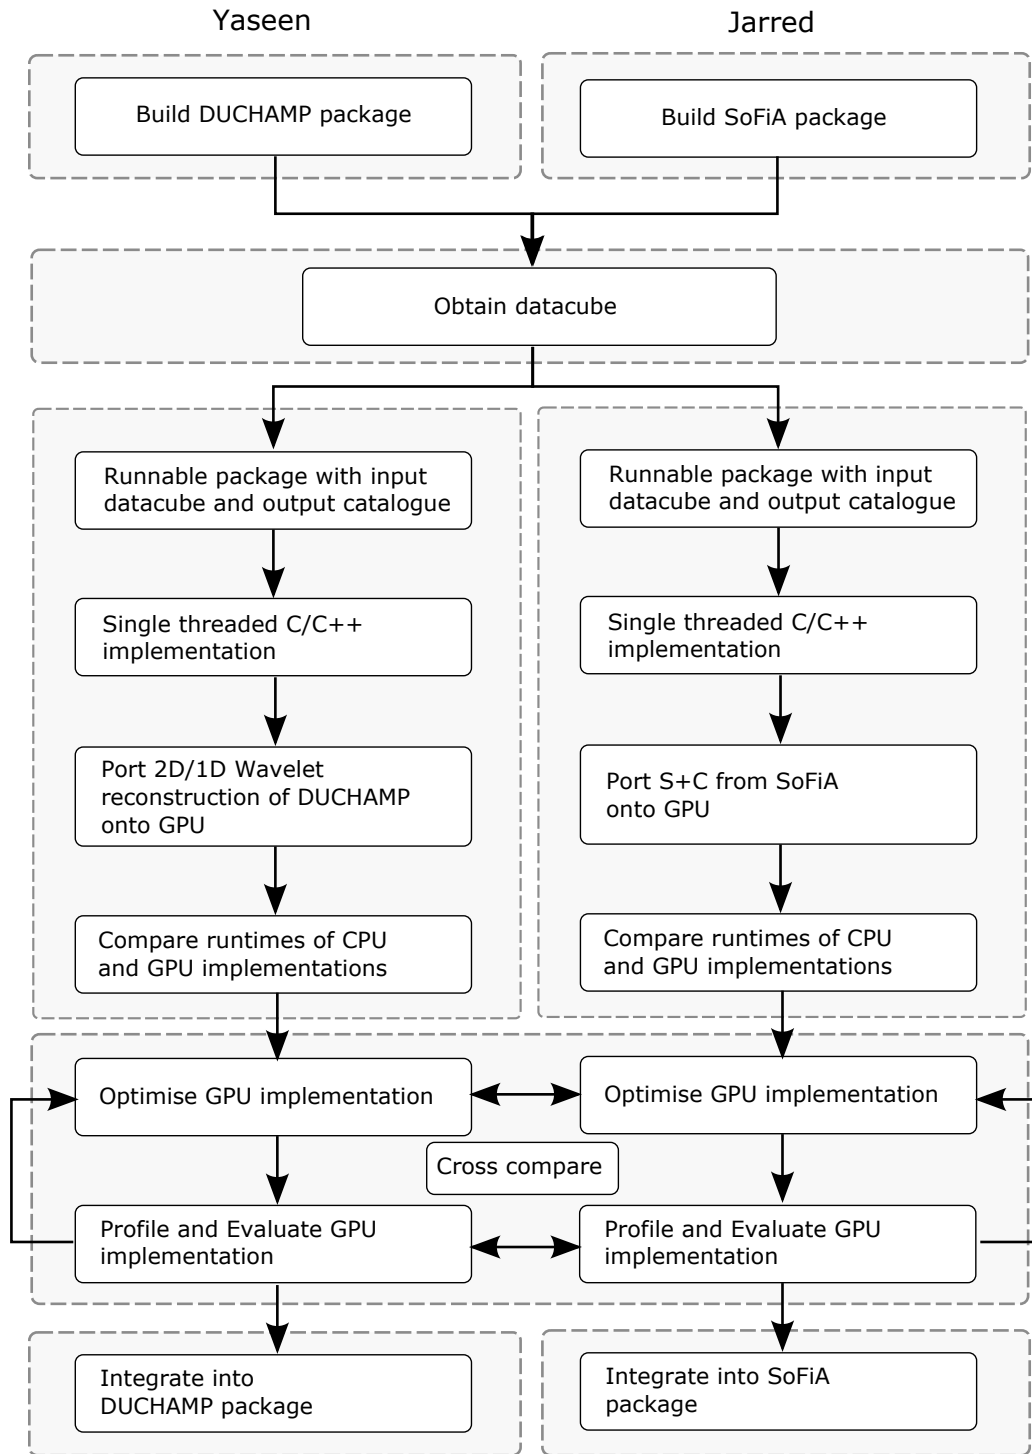 Yaseen
Jarred
Build DUCHAMP package
Build SoFiA package
Obtain datacube
Runnable package with input
datacube and output catalogue
Runnable package with input
datacube and output catalogue
Single threaded C/C++
implementation
Single threaded C/C++
implementation
Port 2D/1D Wavelet
reconstruction of DUCHAMP
onto GPU
Port S+C from SoFiA
onto GPU
Compare runtimes of CPU
and GPU implementations
Compare runtimes of CPU
and GPU implementations
Optimise GPU implementation
Optimise GPU implementation
Cross compare
Profile and Evaluate GPU
implementation
Profile and Evaluate GPU
implementation
Integrate into
DUCHAMP package
Integrate into SoFiA
package